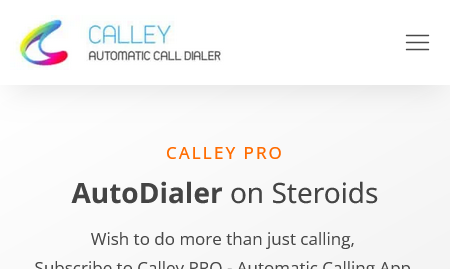 CALLEY
AUTOMATIC CALL DIALER
CALLEY PRO
AutoDialer on Steroids
Wish to do more than just calling,
Subscribe to Calley PRO - Automatic Calling App